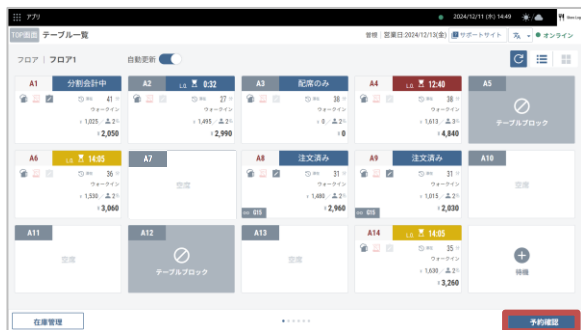 アプリ
2024/12/11 (水) 14:49
TOP画面 テーブル一覧
管理 | 営業日:2024/12/13(金) サポートサイト オンライン
フロア | フロア1 自動更新
A1 分割会計中
41
ウォークイン
1,025 / 2
2,050
A2 L.O. 0:32
27
ウォークイン
1,495 / 2
2,990
A3 配席のみ
38
ウォークイン
0 / 2
0
A4 L.O. 12:40
38
ウォークイン
1,613 / 3
4,840
A5
テーブルブロック
A6 L.O. 14:05
36
ウォークイン
1,530 / 2
3,060
A7
空席
A8 注文済み
31
ウォークイン
1,480 / 2
015 2,960
A9 注文済み
31
ウォークイン
1,015 / 2
015 2,030
A10
空席
A11
空席
A12
テーブルブロック
A13
空席
A14 L.O. 14:05
35
ウォークイン
1,630 / 2
3,260
待機
在庫管理
予約確認